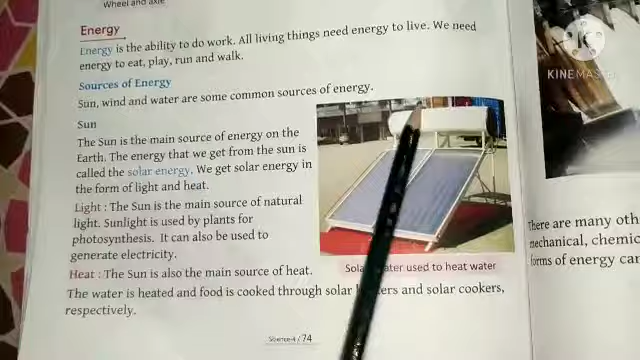 Wheel and axle
Energy
Energy is the ability to do work. All living things need energy to live. We need
energy to eat, play, run and walk.
Sources of Energy
Sun, wind and water are some common sources of energy.
Sun
The Sun is the main source of energy on the
Earth. The energy that we get from the sun is
called the solar energy. We get solar energy in
the form of light and heat.
Light : The Sun is the main source of natural
light. Sunlight is used by plants for
photosynthesis. It can also be used to
generate electricity.
Heat : The Sun is also the main source of heat.
Solar used to heat water
The water is heated and food is cooked through solar and solar cookers,
respectively.
Science-4 / 74
KINEMAS
there are many oth
mechanical, chemic
forms of energy can